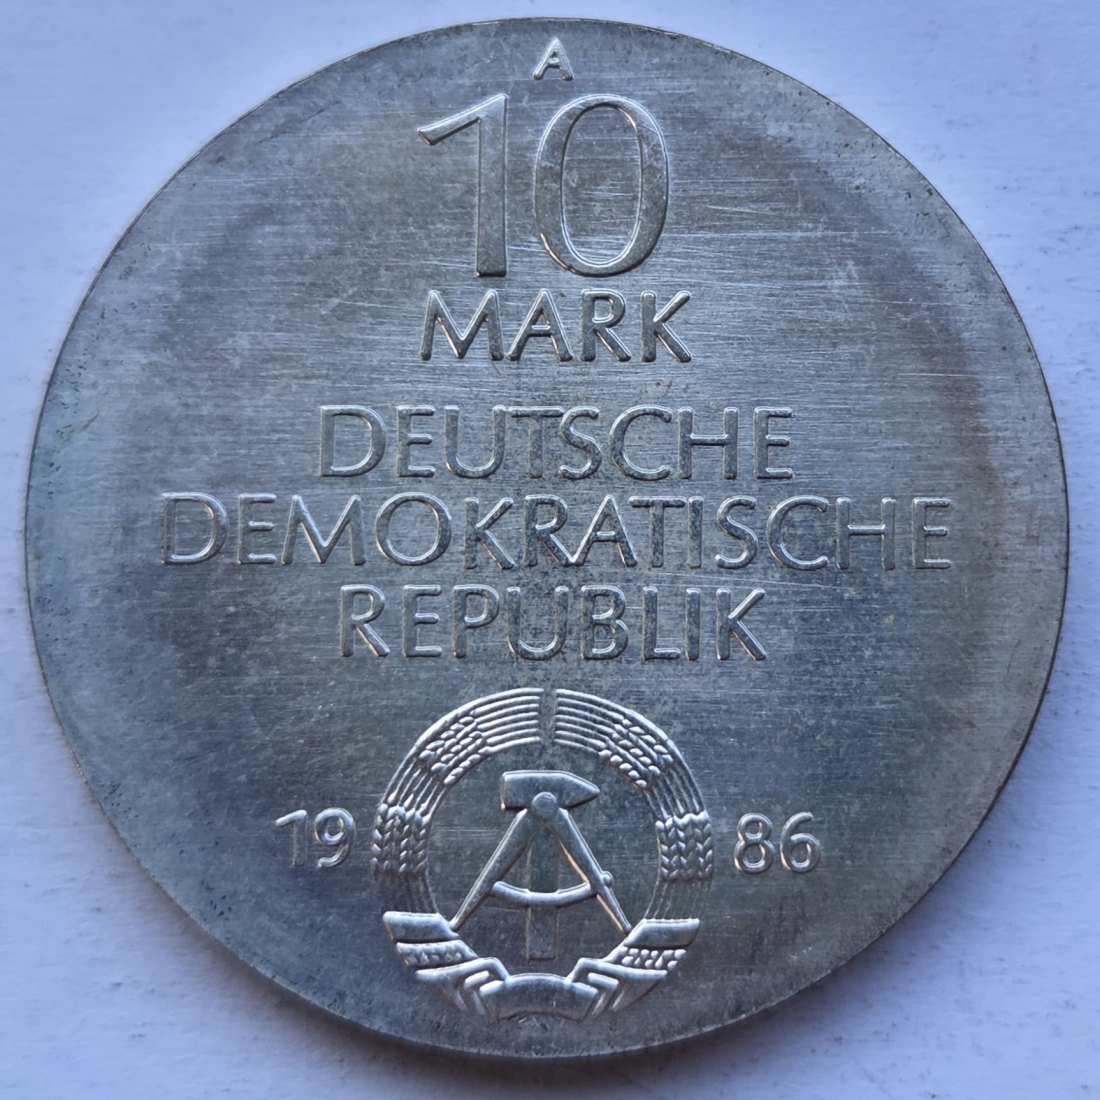 A
10
MARK
DEUTSCHE
DEMOKRATISCHE
REPUBLIK
19 86